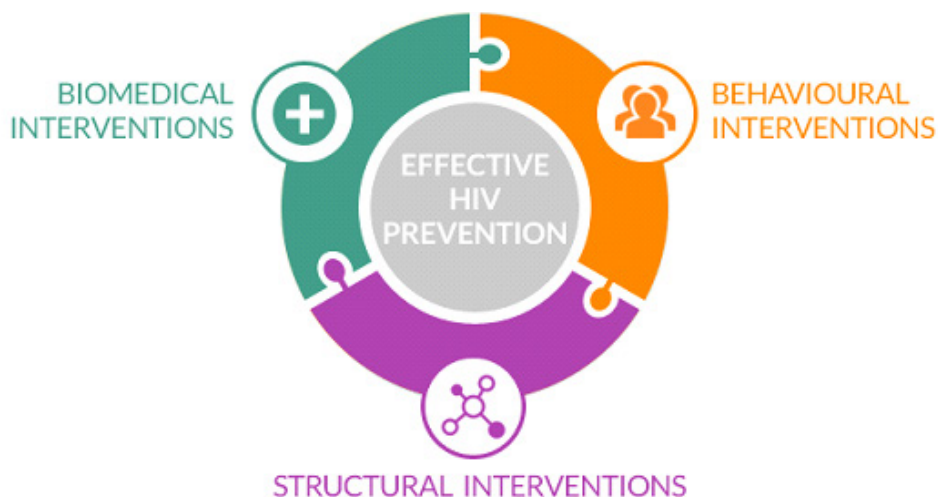 BIOMEDICAL
INTERVENTIONS
BEHAVIOURAL
INTERVENTIONS
EFFECTIVE
HIV
PREVENTION
STRUCTURAL INTERVENTIONS